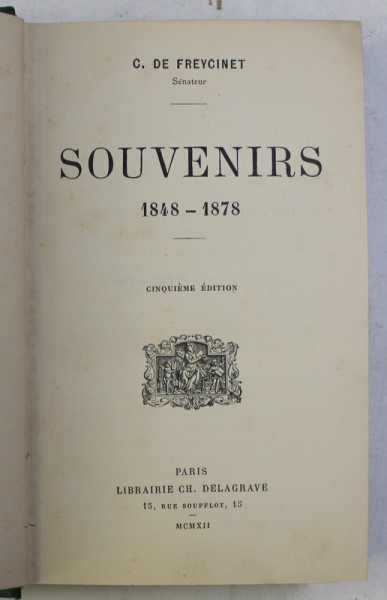 C. DE FREYCINET
Sénateur
SOUVENIRS
1848 – 1878
CINQUIÈME ÉDITION
PARIS
LIBRAIRIE CH. DELAGRAVE
15, RUE SOUFFLOT, 15
MCMXII